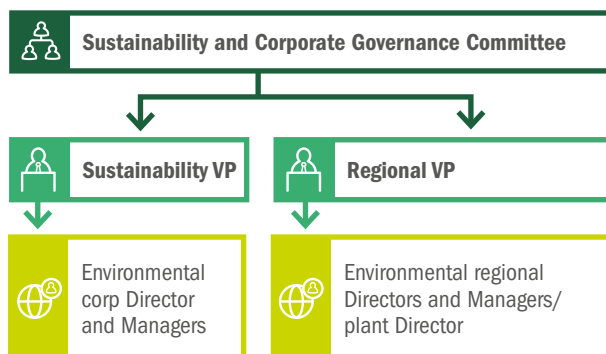 Sustainability and Corporate Governance Committee
Sustainability VP
Regional VP
Environmental
corp Director
and Managers
Environmental regional
Directors and Managers/
plant Director